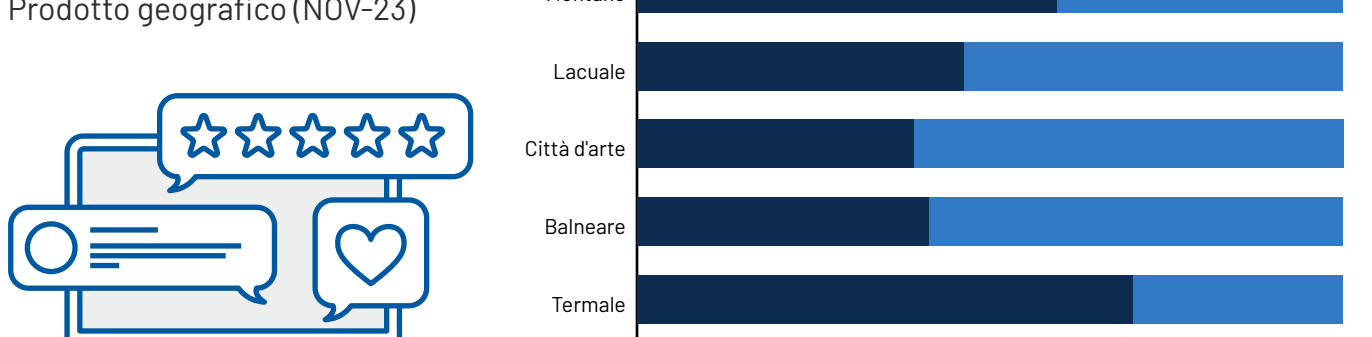 Prodotto geografico (NOV-23)
Lacuale
Città d'arte
Balneare
Termale